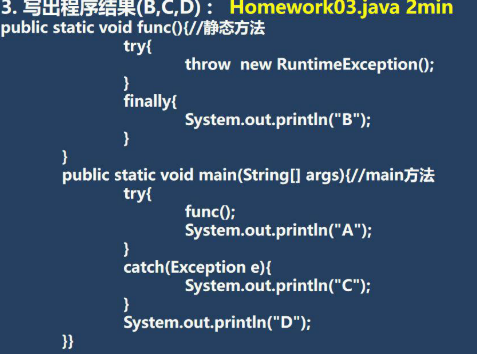 3. 写出程序结果(B,C,D)： Homework03.java 2min
public static void func(){//静态方法
try{
throw new RuntimeException();
}
finally{
System.out.println("B");
}
}
public static void main(String[] args){//main方法
try{
func();
System.out.println("A");
}
catch(Exception e){
System.out.println("C");
}
System.out.println("D");
}}